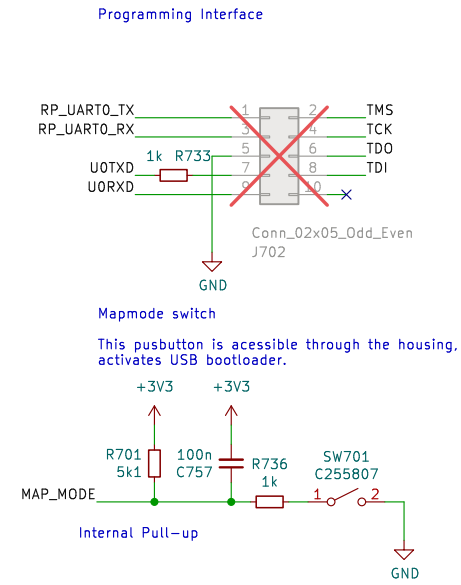 Programming Interface
RP_UART0_TX 1 2 TMS
RP_UART0_RX 3 4 TCK
5 6 TDO
1k R733
U0TXD 7 8 TDI
U0RXD 9 10
Conn_02x05_Odd_Even
J702
GND
Mapmode switch
This pusbutton is acessible through the housing,
activates USB bootloader.
+3V3 +3V3
R701 100n
5k1 C757
R736
1k
SW701
C255807
MAP_MODE 1 2
Internal Pull-up
GND